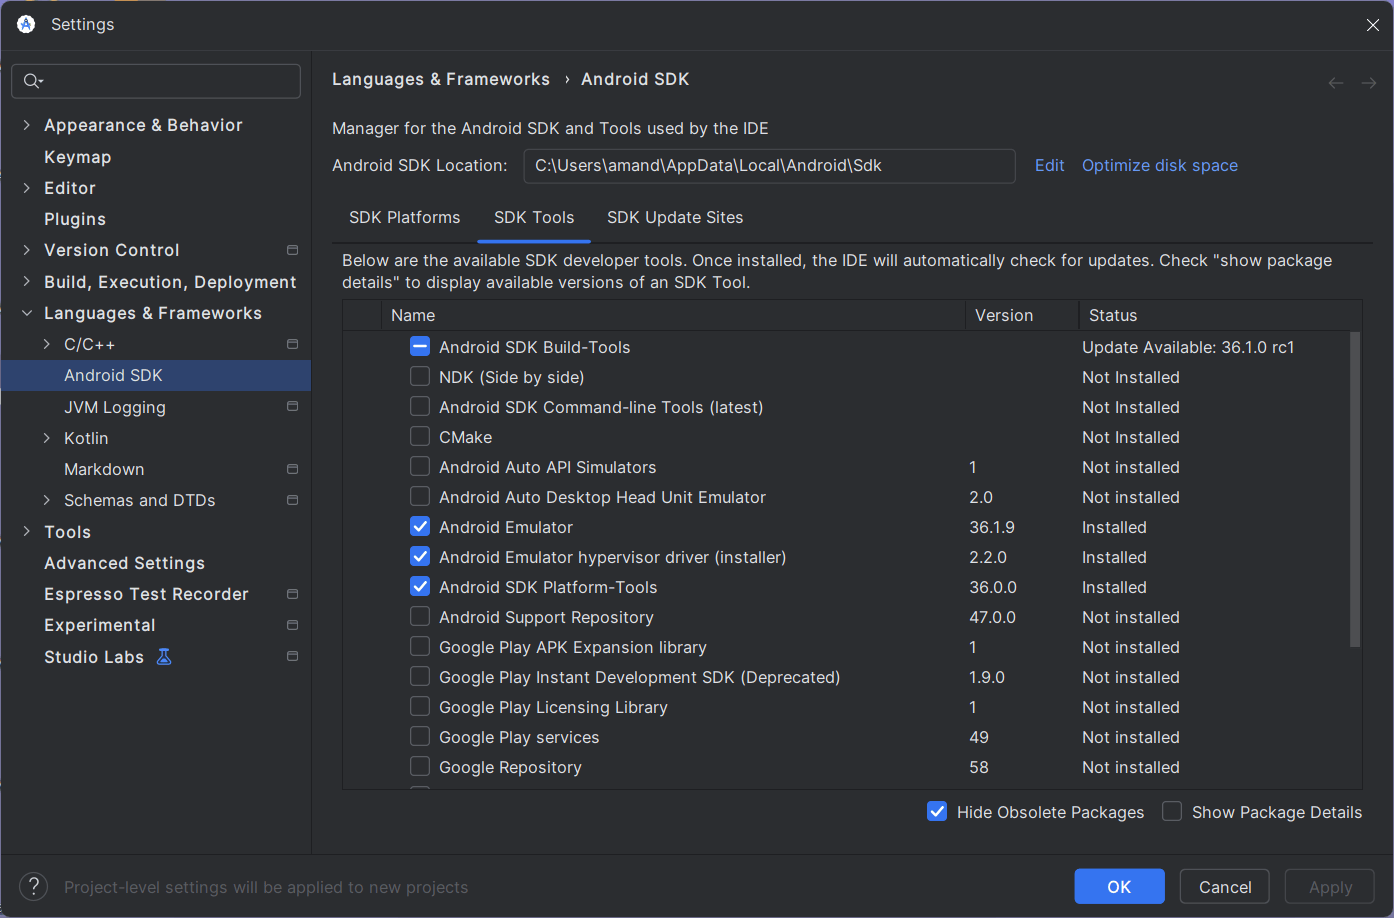 Settings
Appearance & Behavior
Keymap
Editor
Plugins
Version Control
Build, Execution, Deployment
Languages & Frameworks
C/C++
Android SDK
JVM Logging
Kotlin
Markdown
Schemas and DTDs
Tools
Advanced Settings
Espresso Test Recorder
Experimental
Studio Labs
Languages & Frameworks › Android SDK
Manager for the Android SDK and Tools used by the IDE
Android SDK Location: C:\Users\amand\AppData\Local\Android\Sdk Edit Optimize disk space
SDK Platforms SDK Tools SDK Update Sites
Below are the available SDK developer tools. Once installed, the IDE will automatically check for updates. Check "show package
details" to display available versions of an SDK Tool.
Name Version Status
Android SDK Build-Tools Update Available: 36.1.0 rc1
NDK (Side by side) Not Installed
Android SDK Command-line Tools (latest) Not Installed
CMake Not Installed
Android Auto API Simulators 1 Not installed
Android Auto Desktop Head Unit Emulator 2.0 Not installed
Android Emulator 36.1.9 Installed
Android Emulator hypervisor driver (installer) 2.2.0 Installed
Android SDK Platform-Tools 36.0.0 Installed
Android Support Repository 47.0.0 Not installed
Google Play APK Expansion library 1 Not installed
Google Play Instant Development SDK (Deprecated) 1.9.0 Not installed
Google Play Licensing Library 1 Not installed
Google Play services 49 Not installed
Google Repository 58 Not installed
Hide Obsolete Packages Show Package Details
? Project-level settings will be applied to new projects
OK Cancel Apply